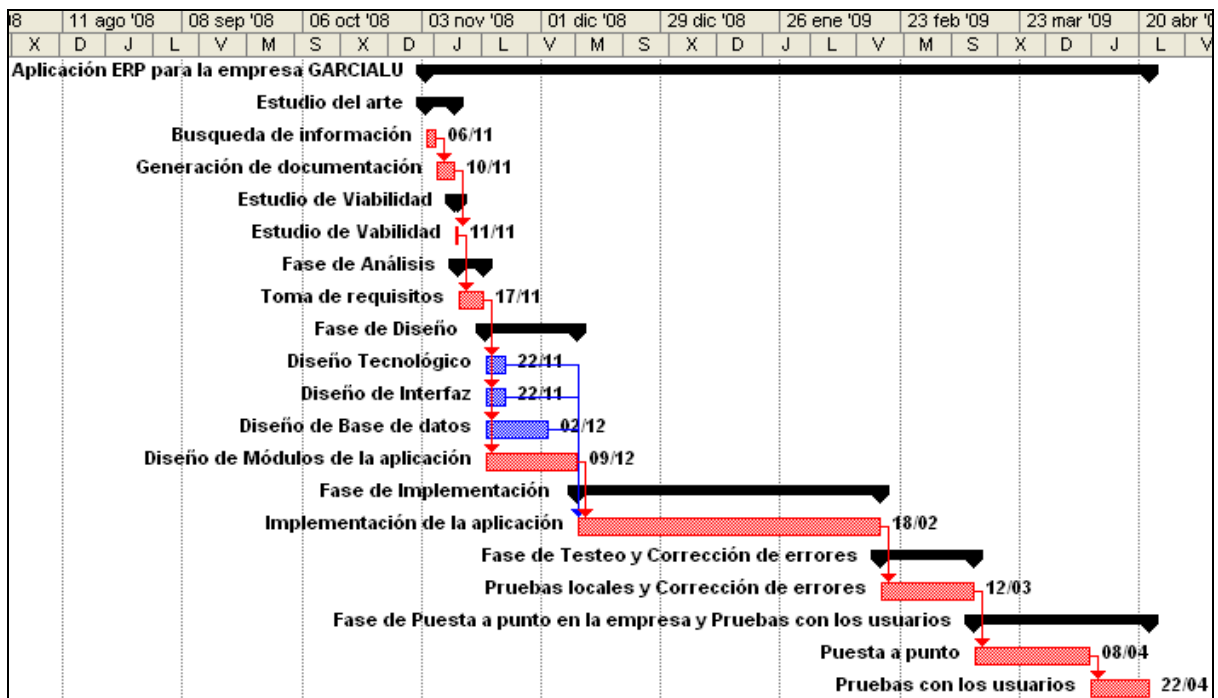 )8 11 ago '08 08 sep '08 06 oct '08 03 nov '08 01 dic '08 29 dic '08 26 ene '09 23 feb '09 23 mar '09 20 abr '0
X D J L V M S X D J L V M S X D J L V M S X D J L V
Aplicación ERP para la empresa GARCIALU
Estudio del arte
Busqueda de información 06/11
Generación de documentación 10/11
Estudio de Viabilidad
Estudio de Vabilidad 11/11
Fase de Análisis
Toma de requisitos 17/11
Fase de Diseño
Diseño Tecnológico 22/11
Diseño de Interfaz 22/11
Diseño de Base de datos 02/12
Diseño de Módulos de la aplicación 09/12
Fase de Implementación
Implementación de la aplicación 18/02
Fase de Testeo y Corrección de errores
Pruebas locales y Corrección de errores 12/03
Fase de Puesta a punto en la empresa y Pruebas con los usuarios
Puesta a punto 08/04
Pruebas con los usuarios 22/04